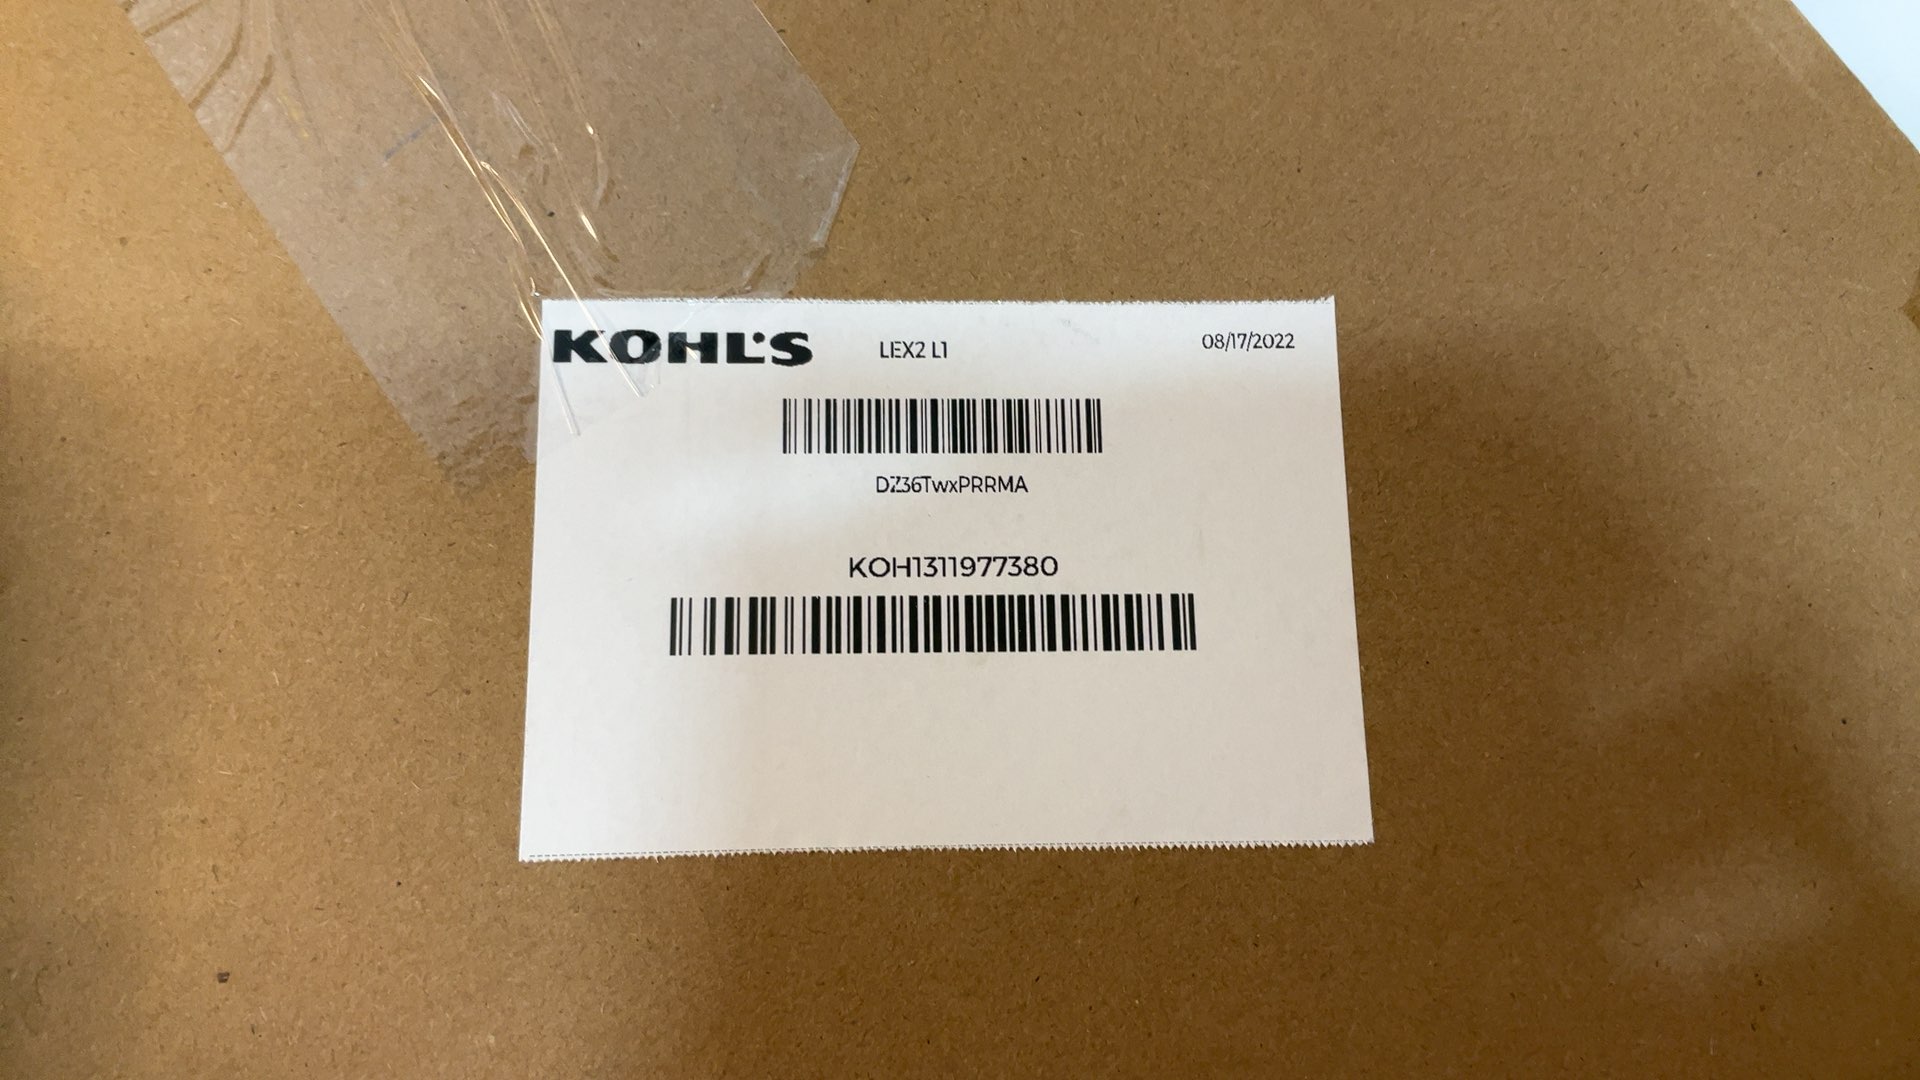 KOHL'S LEX2 L1 08/17/2022
DZ36TwxPRRMA
KOH1311977380